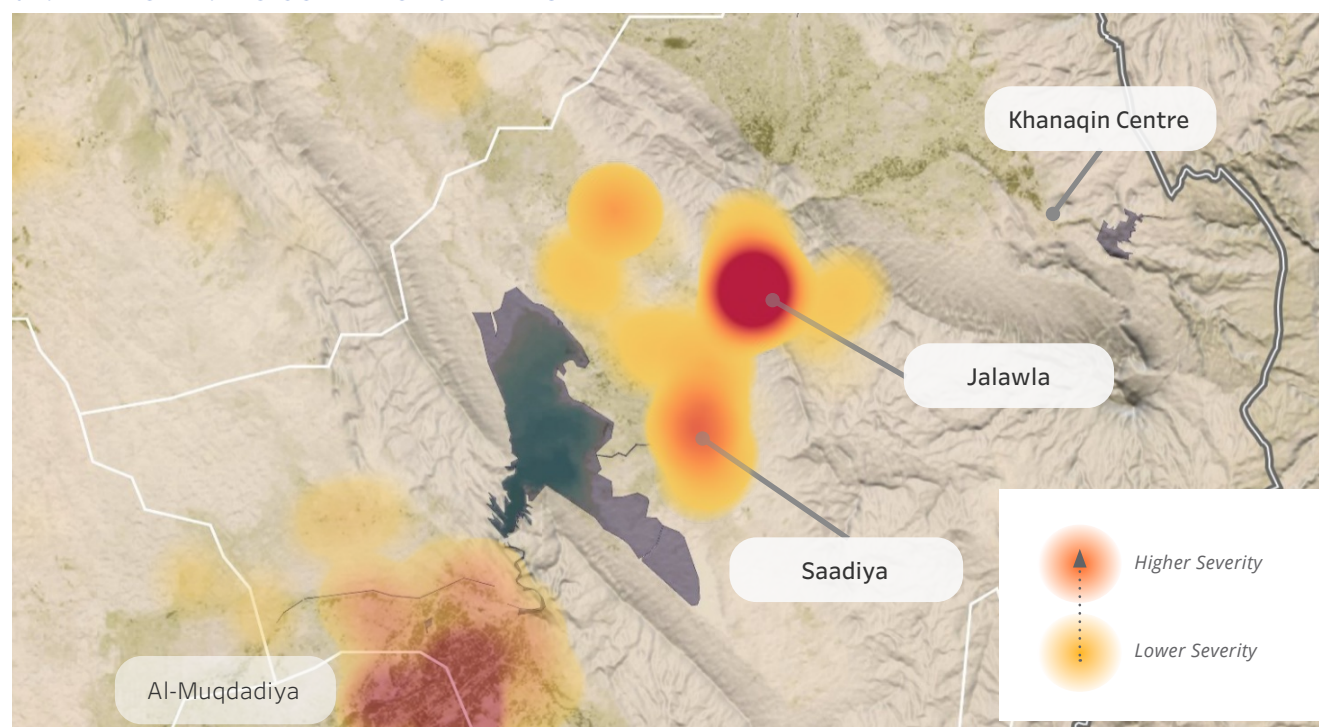 Khanaqin Centre
Jalawla
Saadiya
Higher Severity
Lower Severity
Al-Muqdadiya